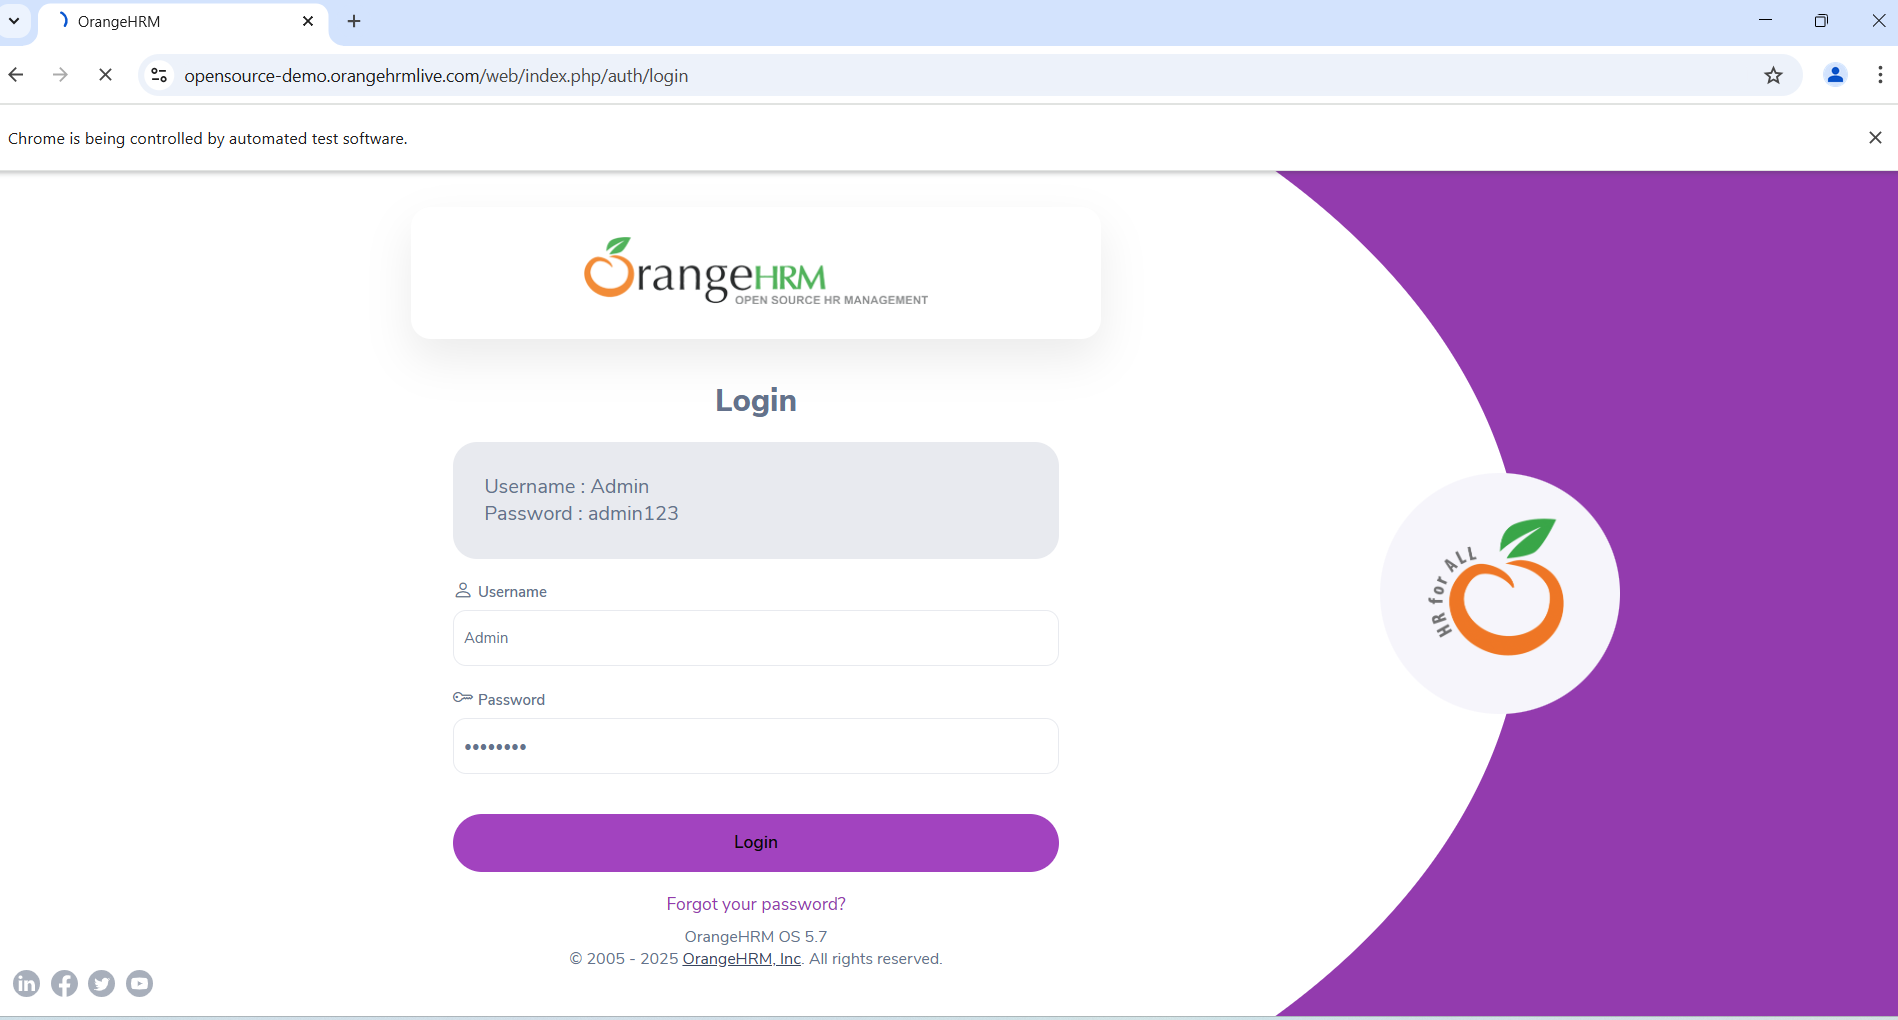 OrangeHRM
opensource-demo.orangehrmlive.com/web/index.php/auth/login
Chrome is being controlled by automated test software.
OrangeHRM
OPEN SOURCE HR MANAGEMENT
Login
Username : Admin
Password : admin123
Username
Admin
Password
••••••••
Login
Forgot your password?
OrangeHRM OS 5.7
© 2005 - 2025 OrangeHRM, Inc. All rights reserved.
HR for ALL